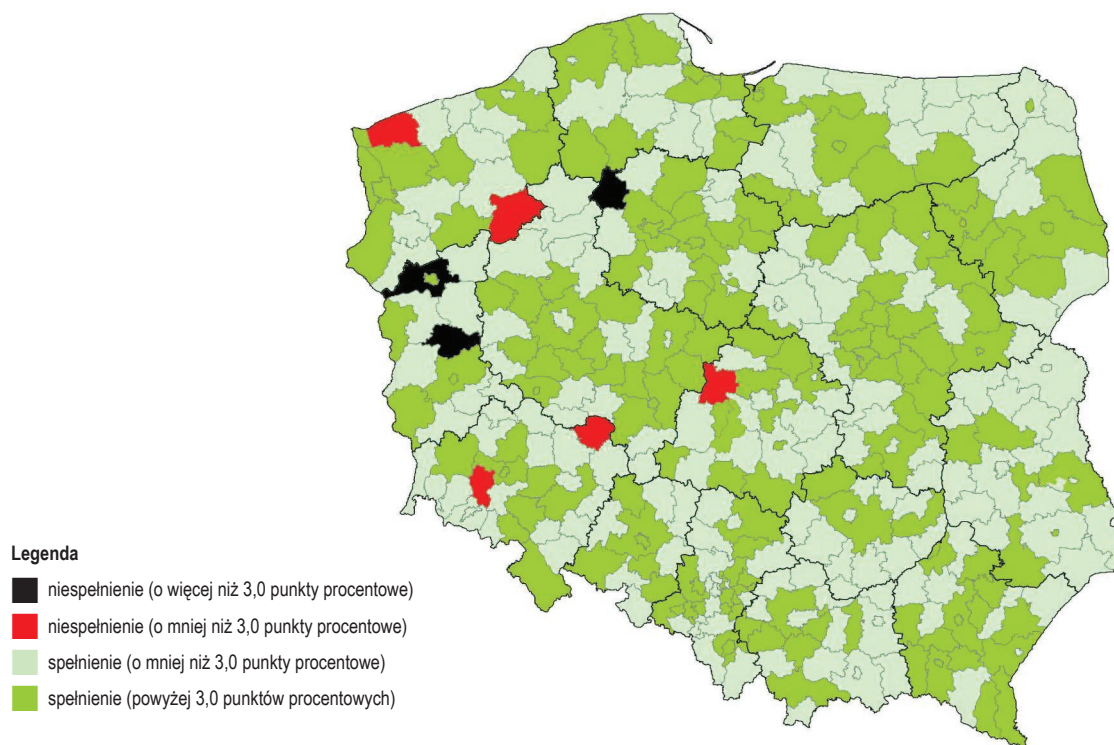 Legenda
niespełnienie (o więcej niż 3,0 punkty procentowe)
niespełnienie (o mniej niż 3,0 punkty procentowe)
spełnienie (o mniej niż 3,0 punkty procentowe)
spełnienie (powyżej 3,0 punktów procentowych)